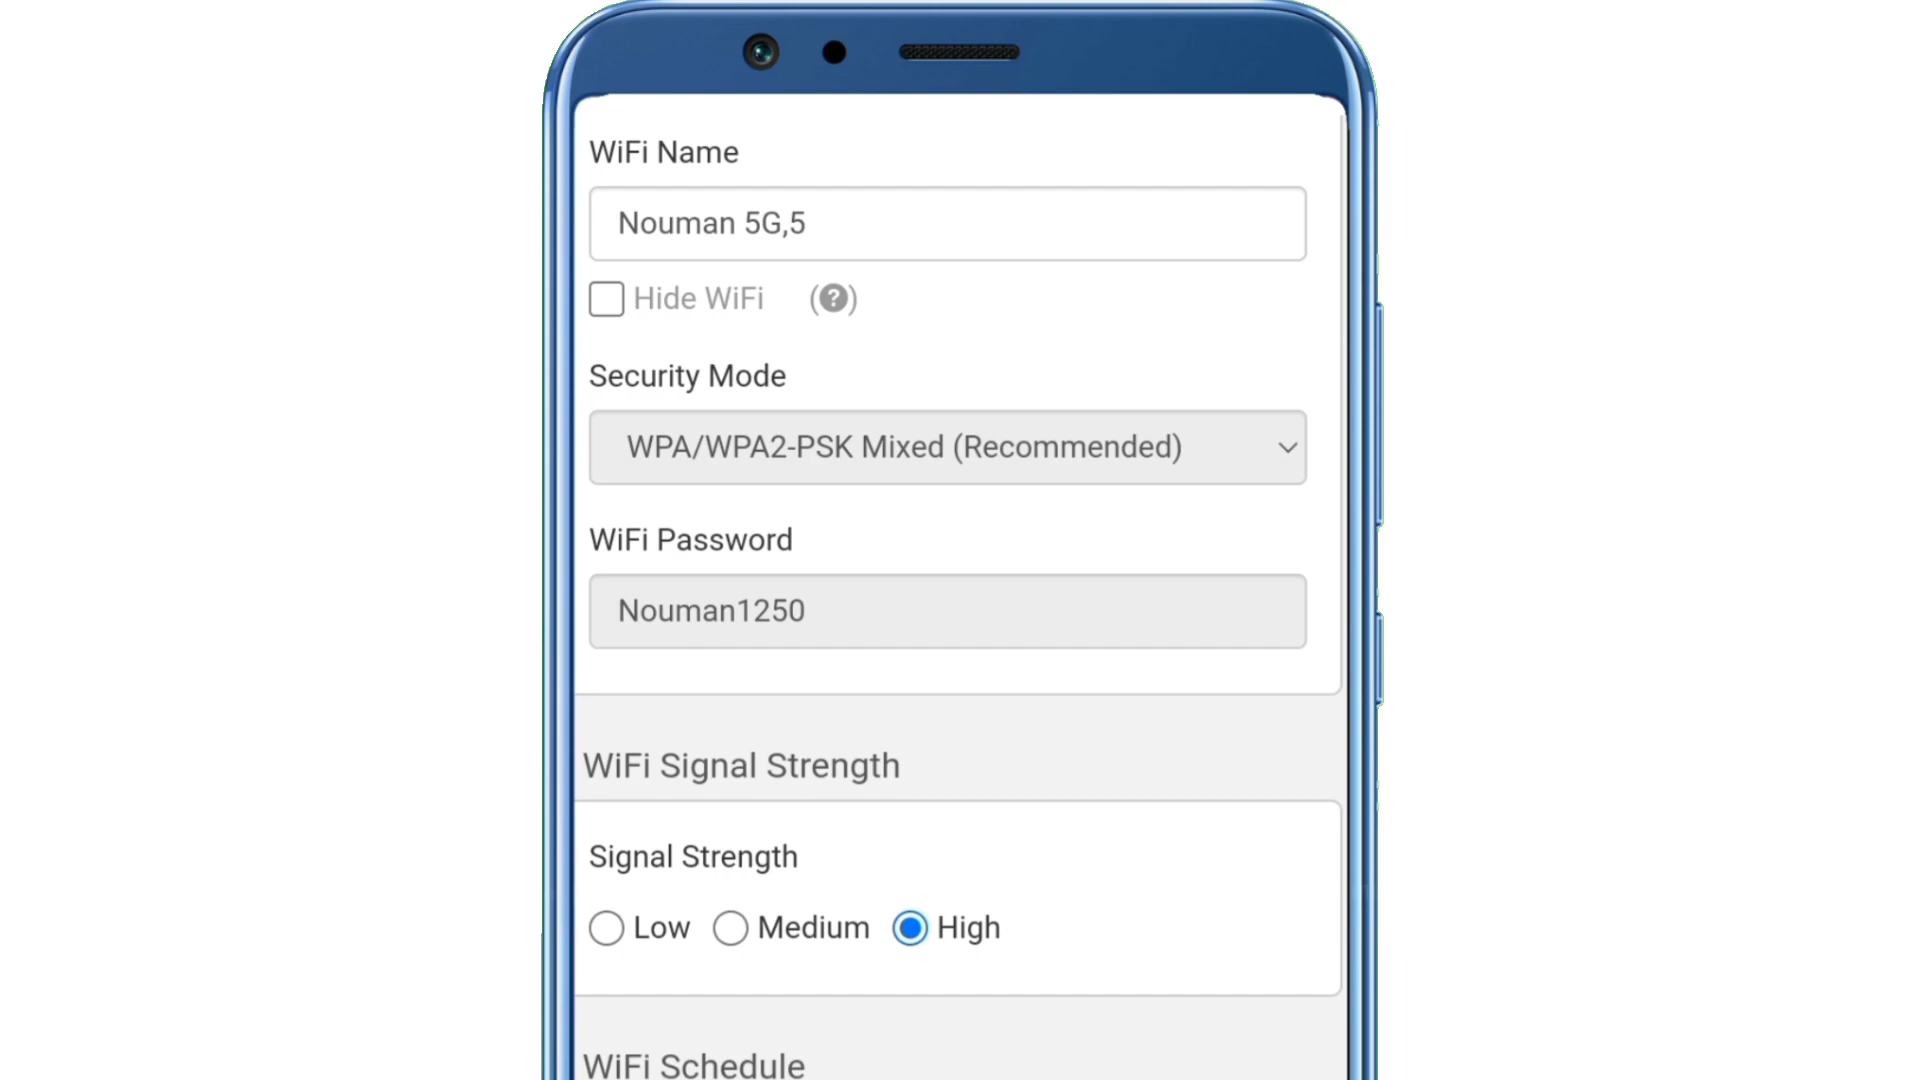 WiFi Name
Nouman 5G,5
Hide WiFi (?)
Security Mode
WPA/WPA2-PSK Mixed (Recommended)
WiFi Password
Nouman1250
WiFi Signal Strength
Signal Strength
Low Medium High
WiFi Schedule